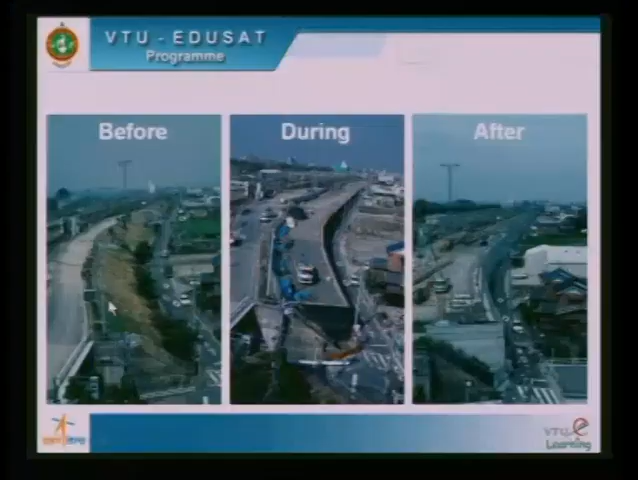 VTU - EDUSAT
Programme
Before
During
After
VTU
Learning